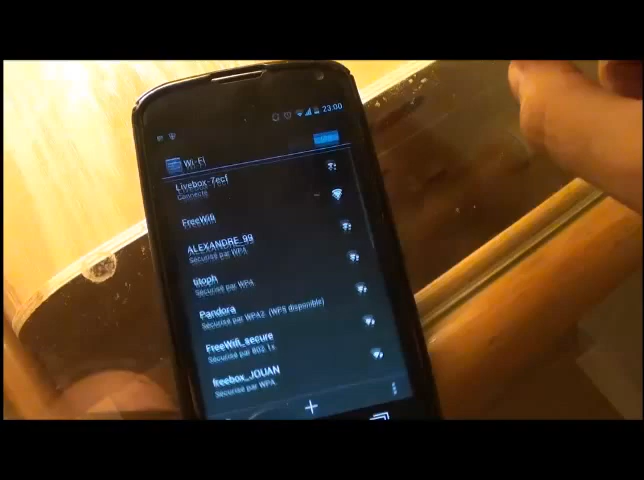 23:00
Wi-Fi
Livebox-7ecf
Connecté
FreeWifi
ALEXANDRE_99
Sécurisé par WPA
titoph
Sécurisé par WPA
Pandora
Sécurisé par WPA2 (WPS disponible)
FreeWifi_secure
Sécurisé par 802.1x
freebox_JOUAN
Sécurisé par WPA